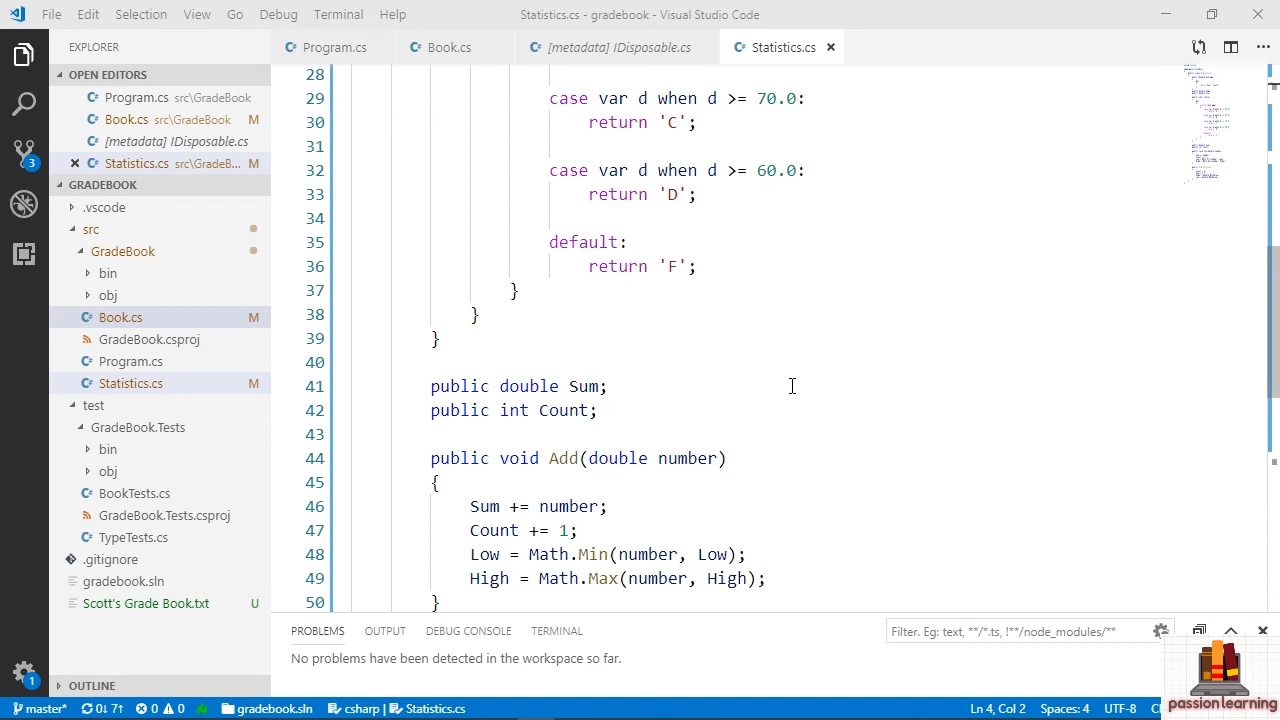 File Edit Selection View Go Debug Terminal Help Statistics.cs - gradebook - Visual Studio Code
EXPLORER
OPEN EDITORS
Program.cs src\GradeBook
Book.cs src\GradeBook M
[metadata] IDisposable.cs
Statistics.cs src\GradeB... M
GRADEBOOK
.vscode
src
GradeBook
bin
obj
Book.cs M
GradeBook.csproj
Program.cs
Statistics.cs M
test
GradeBook.Tests
bin
obj
BookTests.cs
GradeBook.Tests.csproj
TypeTests.cs
.gitignore
gradebook.sln
Scott's Grade Book.txt U
OUTLINE
3
1
Program.cs Book.cs [metadata] IDisposable.cs Statistics.cs
28
29 case var d when d >= 70.0:
30 return 'C';
31
32 case var d when d >= 60.0:
33 return 'D';
34
35 default:
36 return 'F';
37 }
38 }
39 }
40
41 public double Sum;
42 public int Count;
43
44 public void Add(double number)
45 {
46 Sum += number;
47 Count += 1;
48 Low = Math.Min(number, Low);
49 High = Math.Max(number, High);
50 }
PROBLEMS OUTPUT DEBUG CONSOLE TERMINAL Filter. Eg: text, **/*.ts, !**/node_modules/**
No problems have been detected in the workspace so far.
passion learning
master* 0↓ 7↑ 0 0 gradebook.sln csharp | Statistics.cs Ln 4, Col 2 Spaces: 4 UTF-8